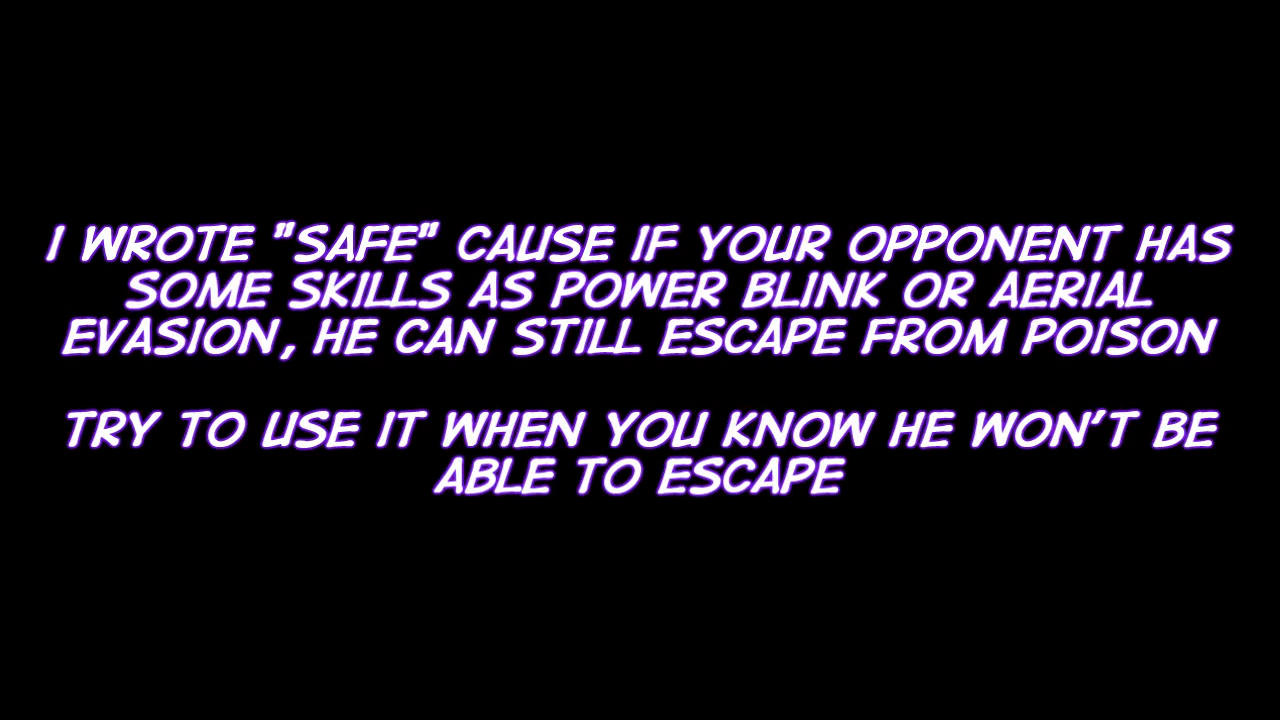 I WROTE "SAFE" CAUSE IF YOUR OPPONENT HAS
SOME SKILLS AS POWER BLINK OR AERIAL
EVASION, HE CAN STILL ESCAPE FROM POISON
TRY TO USE IT WHEN YOU KNOW HE WON'T BE
ABLE TO ESCAPE